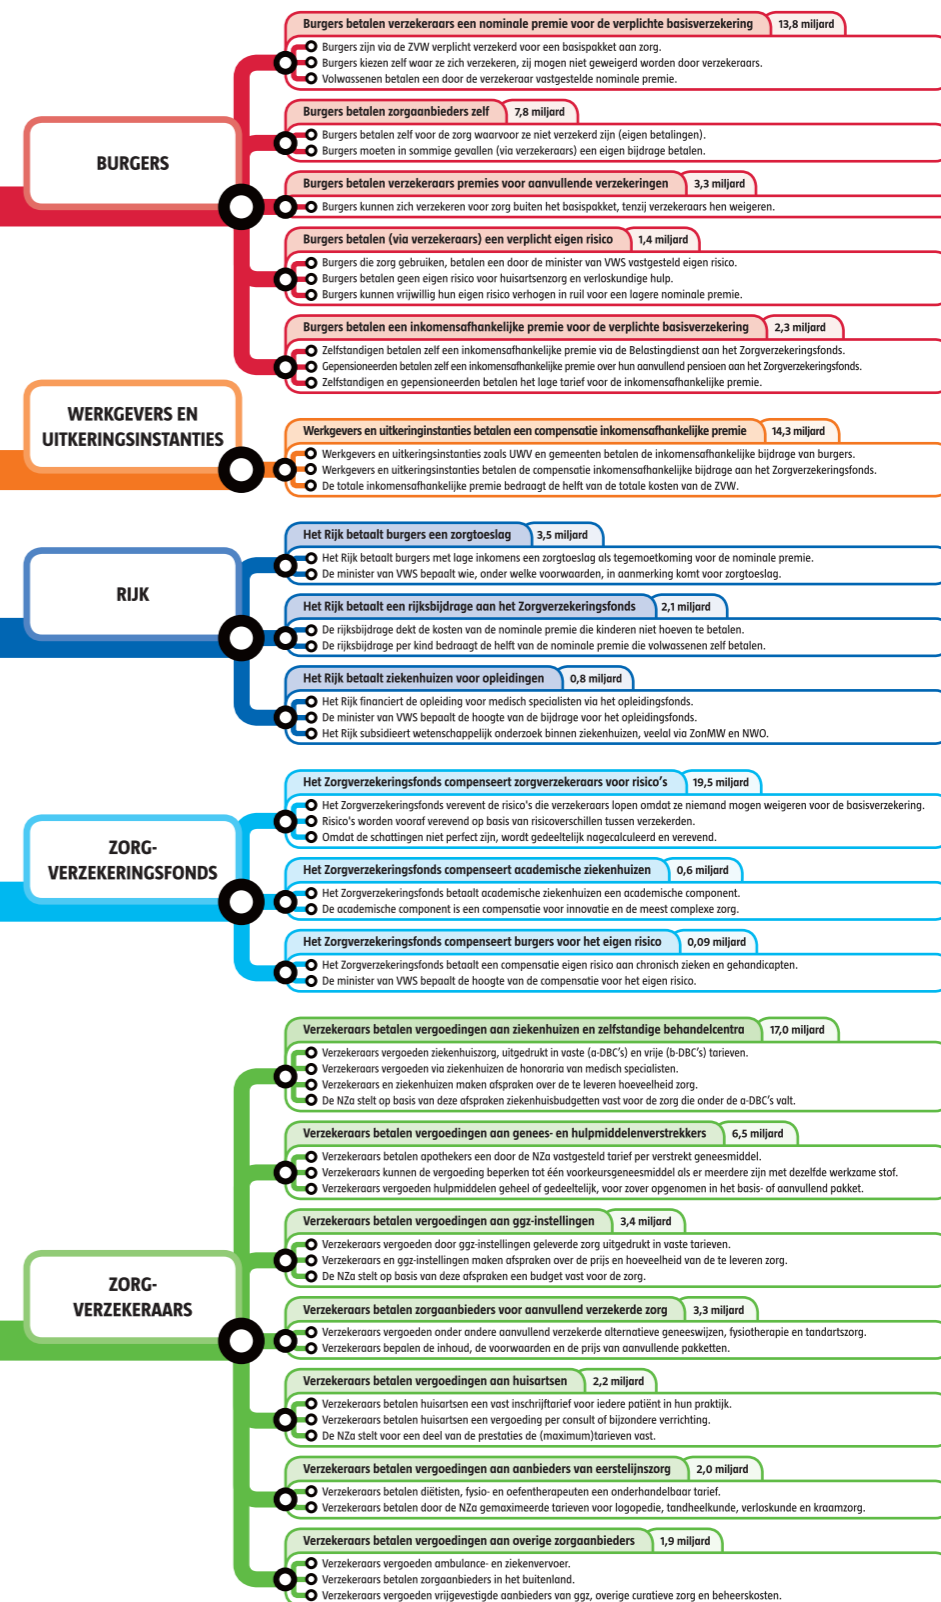 Burgers betalen verzekeraars een nominale premie voor de verplichte basisverzekering 13,8 miljard
Burgers zijn via de ZVW verplicht verzekerd voor een basispakket aan zorg.
Burgers kiezen zelf waar ze zich verzekeren, zij mogen niet geweigerd worden door verzekeraars.
Volwassenen betalen een door de verzekeraar vastgestelde nominale premie.
Burgers betalen zorgaanbieders zelf 7,8 miljard
Burgers betalen zelf voor de zorg waarvoor ze niet verzekerd zijn (eigen betalingen).
Burgers moeten in sommige gevallen (via verzekeraars) een eigen bijdrage betalen.
BURGERS
Burgers betalen verzekeraars premies voor aanvullende verzekeringen 3,3 miljard
Burgers kunnen zich verzekeren voor zorg buiten het basispakket, tenzij verzekeraars hen weigeren.
Burgers betalen (via verzekeraars) een verplicht eigen risico 1,4 miljard
Burgers die zorg gebruiken, betalen een door de minister van VWS vastgesteld eigen risico.
Burgers betalen geen eigen risico voor huisartsenzorg en verloskundige hulp.
Burgers kunnen vrijwillig hun eigen risico verhogen in ruil voor een lagere nominale premie.
Burgers betalen een inkomensafhankelijke premie voor de verplichte basisverzekering 2,3 miljard
Zelfstandigen betalen zelf een inkomensafhankelijke premie via de Belastingdienst aan het Zorgverzekeringsfonds.
Gepensioneerden betalen zelf een inkomensafhankelijke premie over hun aanvullend pensioen aan het Zorgverzekeringsfonds.
Zelfstandigen en gepensioneerden betalen het lage tarief voor de inkomensafhankelijke premie.
WERKGEVERS EN
UITKERINGSINSTANTIES
Werkgevers en uitkeringinstanties betalen een compensatie inkomensafhankelijke premie 14,3 miljard
Werkgevers en uitkeringsinstanties zoals UWV en gemeenten betalen de inkomensafhankelijke bijdrage van burgers.
Werkgevers en uitkeringsinstanties betalen de compensatie inkomensafhankelijke bijdrage aan het Zorgverzekeringsfonds.
De totale inkomensafhankelijke premie bedraagt de helft van de totale kosten van de ZVW.
Het Rijk betaalt burgers een zorgtoeslag 3,5 miljard
Het Rijk betaalt burgers met lage inkomens een zorgtoeslag als tegemoetkoming voor de nominale premie.
De minister van VWS bepaalt wie, onder welke voorwaarden, in aanmerking komt voor zorgtoeslag.
RIJK
Het Rijk betaalt een rijksbijdrage aan het Zorgverzekeringsfonds 2,1 miljard
De rijksbijdrage dekt de kosten van de nominale premie die kinderen niet hoeven te betalen.
De rijksbijdrage per kind bedraagt de helft van de nominale premie die volwassenen zelf betalen.
Het Rijk betaalt ziekenhuizen voor opleidingen 0,8 miljard
Het Rijk financiert de opleiding voor medisch specialisten via het opleidingsfonds.
De minister van VWS bepaalt de hoogte van de bijdrage voor het opleidingsfonds.
Het Rijk subsidieert wetenschappelijk onderzoek binnen ziekenhuizen, veelal via ZonMW en NWO.
Het Zorgverzekeringsfonds compenseert zorgverzekeraars voor risico's 19,5 miljard
Het Zorgverzekeringsfonds verevent de risico's die verzekeraars lopen omdat ze niemand mogen weigeren voor de basisverzekering.
Risico's worden vooraf verevend op basis van risicoverschillen tussen verzekerden.
Omdat de schattingen niet perfect zijn, wordt gedeeltelijk nagecalculeerd en verevend.
ZORG-
VERZEKERINGSFONDS
Het Zorgverzekeringsfonds compenseert academische ziekenhuizen 0,6 miljard
Het Zorgverzekeringsfonds betaalt academische ziekenhuizen een academische component.
De academische component is een compensatie voor innovatie en de meest complexe zorg.
Het Zorgverzekeringsfonds compenseert burgers voor het eigen risico 0,09 miljard
Het Zorgverzekeringsfonds betaalt een compensatie eigen risico aan chronisch zieken en gehandicapten.
De minister van VWS bepaalt de hoogte van de compensatie voor het eigen risico.
Verzekeraars betalen vergoedingen aan ziekenhuizen en zelfstandige behandelcentra 17,0 miljard
Verzekeraars vergoeden ziekenhuiszorg, uitgedrukt in vaste (a-DBC's) en vrije (b-DBC's) tarieven.
Verzekeraars vergoeden via ziekenhuizen de honoraria van medisch specialisten.
Verzekeraars en ziekenhuizen maken afspraken over de te leveren hoeveelheid zorg.
De NZa stelt op basis van deze afspraken ziekenhuisbudgetten vast voor de zorg die onder de a-DBC's valt.
Verzekeraars betalen vergoedingen aan genees- en hulpmiddelenverstrekkers 6,5 miljard
Verzekeraars betalen apothekers een door de NZa vastgesteld tarief per verstrekt geneesmiddel.
Verzekeraars kunnen de vergoeding beperken tot één voorkeursgeneesmiddel als er meerdere zijn met dezelfde werkzame stof.
Verzekeraars vergoeden hulpmiddelen geheel of gedeeltelijk, voor zover opgenomen in het basis- of aanvullend pakket.
Verzekeraars betalen vergoedingen aan ggz-instellingen 3,4 miljard
Verzekeraars vergoeden door ggz-instellingen geleverde zorg uitgedrukt in vaste tarieven.
Verzekeraars en ggz-instellingen maken afspraken over de prijs en hoeveelheid van de te leveren zorg.
De NZa stelt op basis van deze afspraken een budget vast voor de zorg.
ZORG-
VERZEKERAARS
Verzekeraars betalen zorgaanbieders voor aanvullend verzekerde zorg 3,3 miljard
Verzekeraars vergoeden onder andere aanvullend verzekerde alternatieve geneeswijzen, fysiotherapie en tandartszorg.
Verzekeraars bepalen de inhoud, de voorwaarden en de prijs van aanvullende pakketten.
Verzekeraars betalen vergoedingen aan huisartsen 2,2 miljard
Verzekeraars betalen huisartsen een vast inschrijftarief voor iedere patiënt in hun praktijk.
Verzekeraars betalen huisartsen een vergoeding per consult of bijzondere verrichting.
De NZa stelt voor een deel van de prestaties de (maximum)tarieven vast.
Verzekeraars betalen vergoedingen aan aanbieders van eerstelijnszorg 2,0 miljard
Verzekeraars betalen diëtisten, fysio- en oefentherapeuten een onderhandelbaar tarief.
Verzekeraars betalen door de NZa gemaximeerde tarieven voor logopedie, tandheelkunde, verloskunde en kraamzorg.
Verzekeraars betalen vergoedingen aan overige zorgaanbieders 1,9 miljard
Verzekeraars vergoeden ambulance- en ziekenvervoer.
Verzekeraars betalen zorgaanbieders in het buitenland.
Verzekeraars vergoeden vrijgevestigde aanbieders van ggz, overige curatieve zorg en beheerskosten.